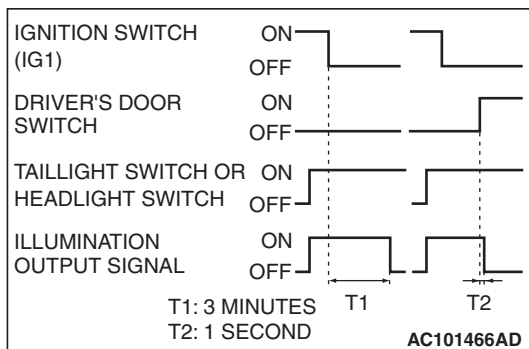 IGNITION SWITCH ON
(IG1) OFF
DRIVER'S DOOR ON
SWITCH OFF
TAILLIGHT SWITCH OR ON
HEADLIGHT SWITCH OFF
ILLUMINATION ON
OUTPUT SIGNAL OFF
T1: 3 MINUTES T1 T2
T2: 1 SECOND
AC101466AD